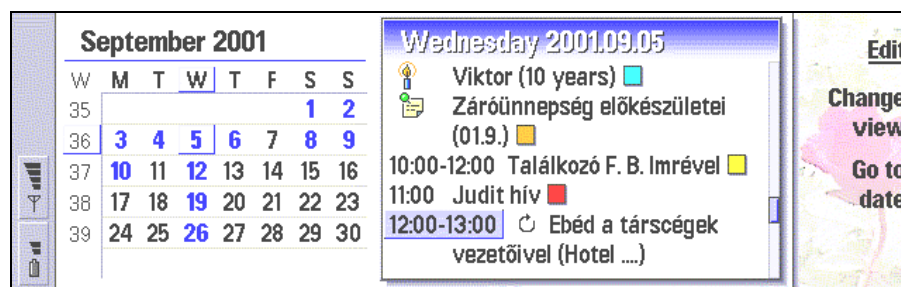 September 2001
W M T W T F S S
35 1 2
36 3 4 5 6 7 8 9
37 10 11 12 13 14 15 16
38 17 18 19 20 21 22 23
39 24 25 26 27 28 29 30
Wednesday 2001.09.05
Viktor (10 years)
Záróünnepség előkészületei
(01.9.)
10:00-12:00 Találkozó F. B. Imrével
11:00 Judit hív
12:00-13:00 Ebéd a társcégek
vezetõivel (Hotel ....)
Edit
Change
view
Go to
date